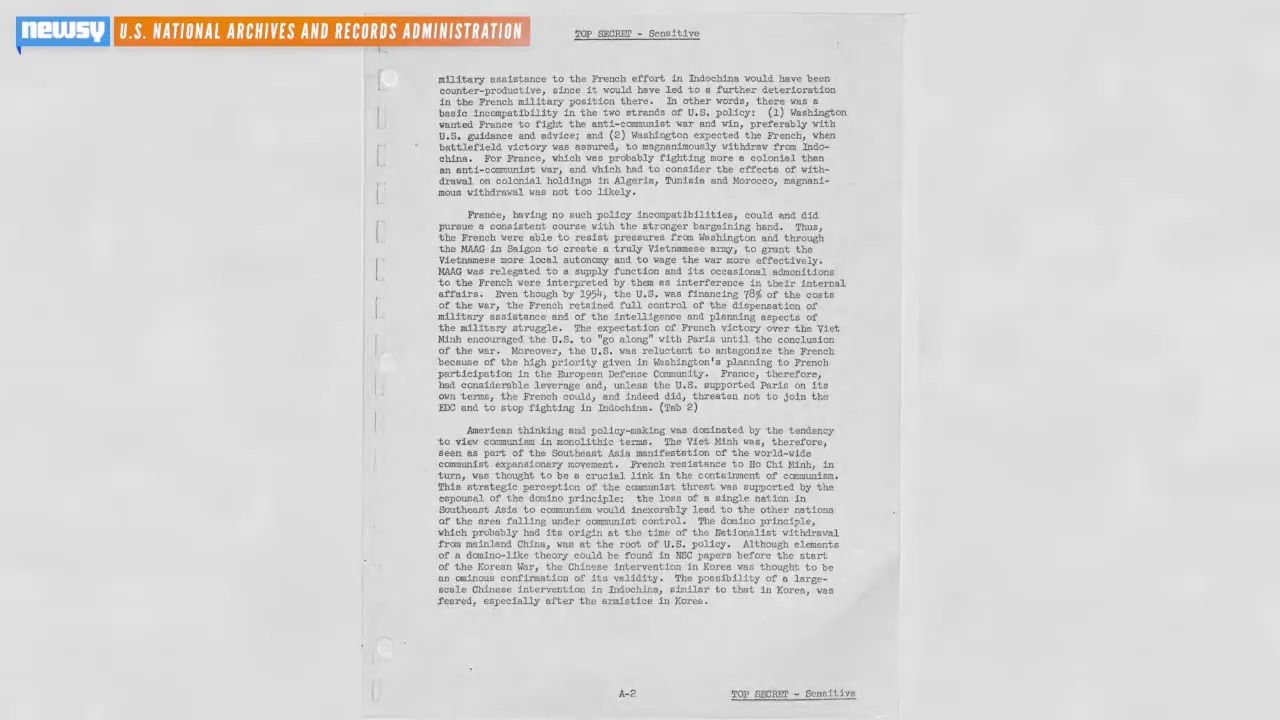 newsy
U.S. NATIONAL ARCHIVES AND RECORDS ADMINISTRATION
TOP SECRET - Sensitive
military assistance to the French effort in Indochina would have been
counter-productive, since it would have led to a further deterioration
in the French military position there. In other words, there was a
basic incompatibility in the two strands of U.S. policy: (1) Washington
wanted France to fight the anti-communist war and win, preferably with
U.S. guidance and advice; and (2) Washington expected the French, when
battlefield victory was assured, to magnanimously withdraw from Indo-
china. For France, which was probably fighting more a colonial than
an anti-communist war, and which had to consider the effects of with-
drawal on colonial holdings in Algeria, Tunisia and Morocco, magnani-
mous withdrawal was not too likely.
France, having no such policy incompatibilities, could and did
pursue a consistent course with the stronger bargaining hand. Thus,
the French were able to resist pressures from Washington and through
the MAAG in Saigon to create a truly Vietnamese army, to grant the
Vietnamese more local autonomy and to wage the war more effectively.
MAAG was relegated to a supply function and its occasional admonitions
to the French were interpreted by them as interference in their internal
affairs. Even though by 1954, the U.S. was financing 78% of the costs
of the war, the French retained full control of the dispensation of
military assistance and of the intelligence and planning aspects of
the military struggle. The expectation of French victory over the Viet
Minh encouraged the U.S. to "go along" with Paris until the conclusion
of the war. Moreover, the U.S. was reluctant to antagonize the French
because of the high priority given in Washington's planning to French
participation in the European Defense Community. France, therefore,
had considerable leverage and, unless the U.S. supported Paris on its
own terms, the French could, and indeed did, threaten not to join the
EDC and to stop fighting in Indochina. (Tab 2)
American thinking and policy-making was dominated by the tendency
to view communism in monolithic terms. The Viet Minh was, therefore,
seen as part of the Southeast Asia manifestation of the world-wide
communist expansionary movement. French resistance to Ho Chi Minh, in
turn, was thought to be a crucial link in the containment of communism.
This strategic perception of the communist threat was supported by the
espousal of the domino principle: the loss of a single nation in
Southeast Asia to communism would inexorably lead to the other nations
of the area falling under communist control. The domino principle,
which probably had its origin at the time of the Nationalist withdrawal
from mainland China, was at the root of U.S. policy. Although elements
of a domino-like theory could be found in NSC papers before the start
of the Korean War, the Chinese intervention in Korea was thought to be
an ominous confirmation of its validity. The possibility of a large-
scale Chinese intervention in Indochina, similar to that in Korea, was
feared, especially after the armistice in Korea.
A-2
TOP SECRET - Sensitive